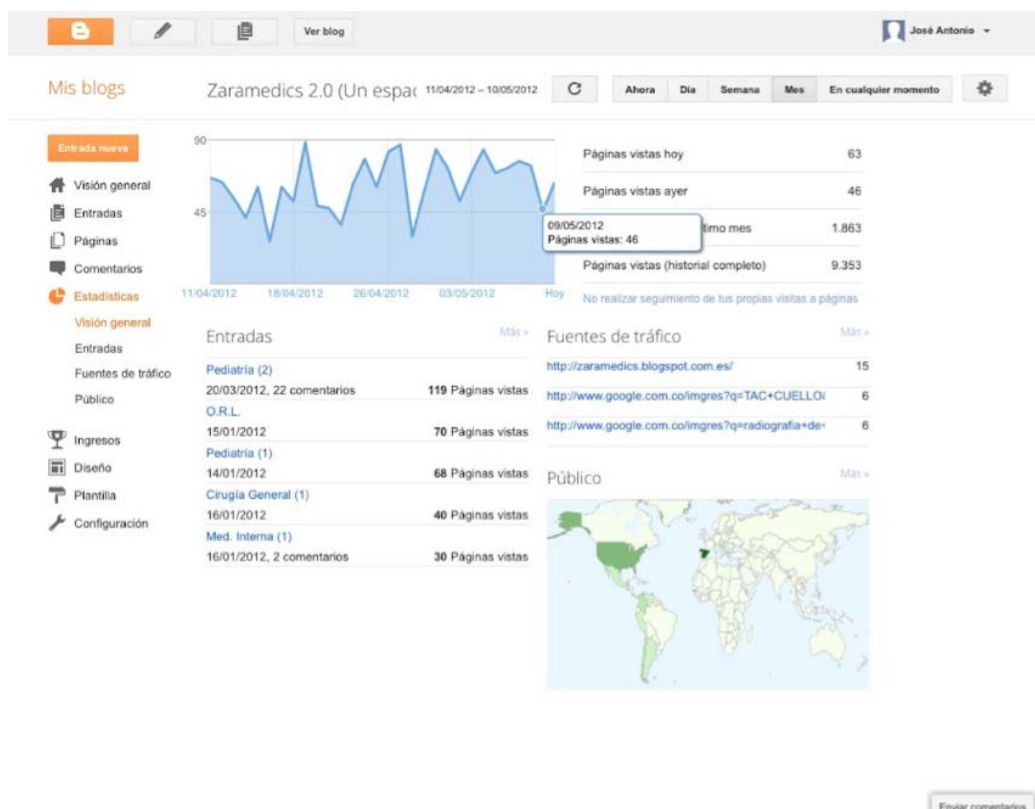 Ver blog
José Antonio
Mis blogs
Zaramedics 2.0 (Un espac 11/04/2012 – 10/05/2012
Ahora Día Semana Mes En cualquier momento
Entrada nueva
Visión general
Entradas
Páginas
Comentarios
Estadísticas
Visión general
Entradas
Fuentes de tráfico
Público
Ingresos
Diseño
Plantilla
Configuración
90
45
11/04/2012 18/04/2012 26/04/2012 03/05/2012 Hoy
09/05/2012
Páginas vistas: 46
Páginas vistas hoy 63
Páginas vistas ayer 46
timo mes 1.863
Páginas vistas (historial completo) 9.353
No realizar seguimiento de tus propias visitas a páginas
Entradas Más »
Pediatría (2)
20/03/2012, 22 comentarios 119 Páginas vistas
O.R.L.
15/01/2012 70 Páginas vistas
Pediatría (1)
14/01/2012 68 Páginas vistas
Cirugía General (1)
16/01/2012 40 Páginas vistas
Med. Interna (1)
16/01/2012, 2 comentarios 30 Páginas vistas
Fuentes de tráfico Más »
http://zaramedics.blogspot.com.es/ 15
http://www.google.com.co/imgres?q=TAC+CUELLO 6
http://www.google.com.co/imgres?q=radiografia+de+ 6
Público Más »
Enviar comentarios